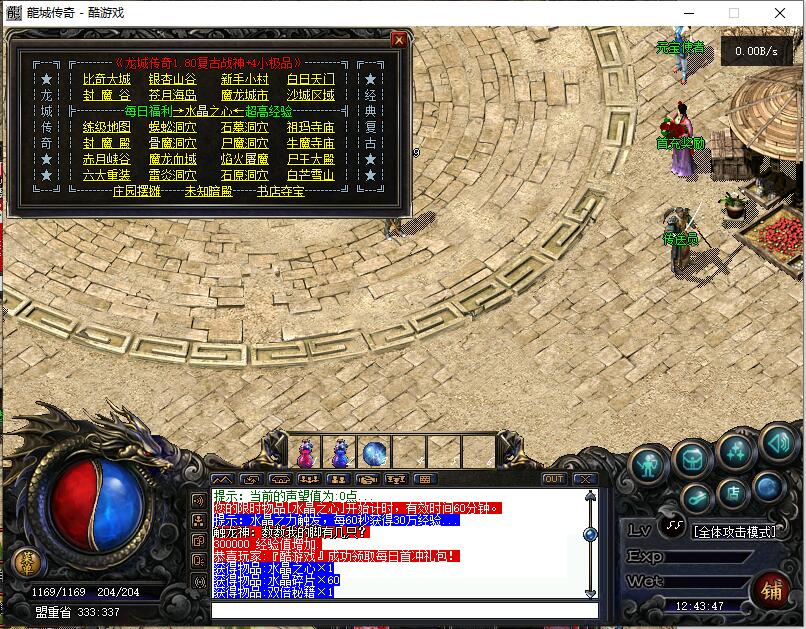 龍城传奇 - 酷游戏
0.00B/s
元宝使者
首充奖励
传送员
《龙城传奇1.80复古战神+4小极品》
★ 龙 城 传 奇 ★ ★
★ 经 典 复 古 ★ ★
比奇大城 银杏山谷 新手小村 白日天门
封 魔 谷 苍月海岛 魔龙城市 沙城区域
每日福利→水晶之心←超高经验
练级地图 蜈蚣洞穴 石墓洞穴 祖玛寺庙
封 魔 殿 骨魔洞穴 尸魔洞穴 牛魔寺庙
赤月峡谷 魔龙血域 焰火屠魔 尸王大殿
六大重装 雷炎洞穴 石原洞穴 白芒雪山
庄园摆摊 未知暗殿 书店夺宝
9
OUT
提示：当前的声望值为:0点...
您的限时物品[水晶之心]开始计时，有效时间60分钟。
提示：水晶之力触发，每60秒获得30万经验...
触龙神：数数我的脚有几只？
300000 经验值增加
恭喜玩家：『酷游戏』成功领取每日首冲礼包！
获得物品:水晶之心×1
获得物品:水晶碎片×60
获得物品:双倍秘籍×1
1169/1169 204/204
盟重省 333:337
Lv
[全体攻击模式]
Exp
Wet
12:43:47
店
铺